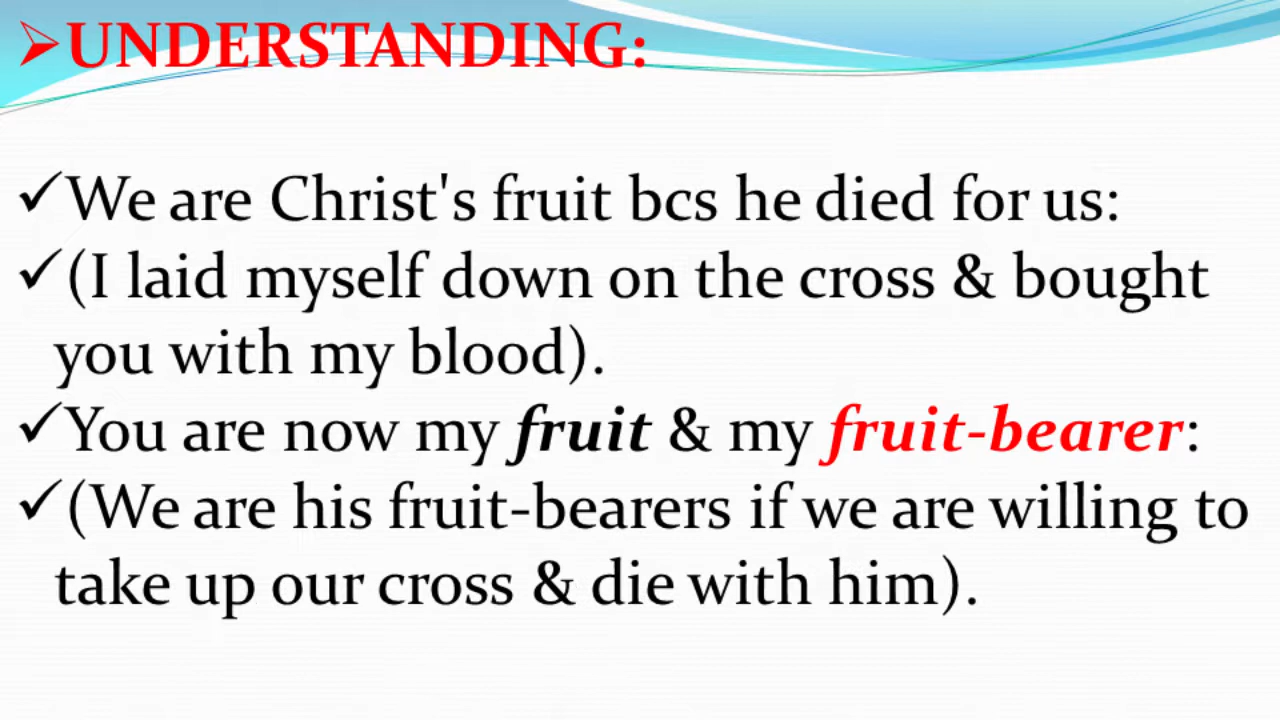 ➢UNDERSTANDING:
✓We are Christ's fruit bcs he died for us:
✓(I laid myself down on the cross & bought
you with my blood).
✓You are now my fruit & my fruit-bearer:
✓(We are his fruit-bearers if we are willing to
take up our cross & die with him).